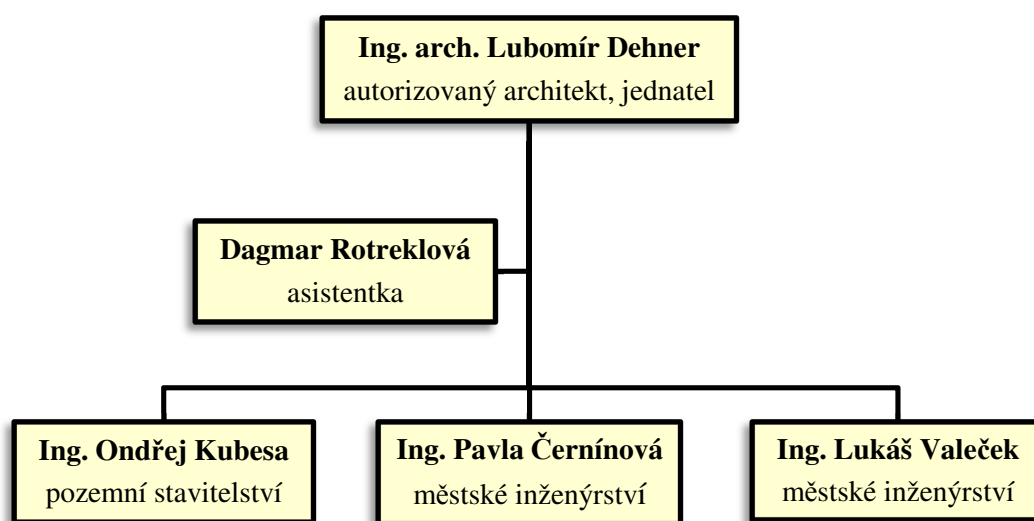 Ing. arch. Lubomír Dehner
autorizovaný architekt, jednatel
Dagmar Rotreklová
asistentka
Ing. Ondřej Kubesa
pozemní stavitelství
Ing. Pavla Černínová
městské inženýrství
Ing. Lukáš Valeček
městské inženýrství